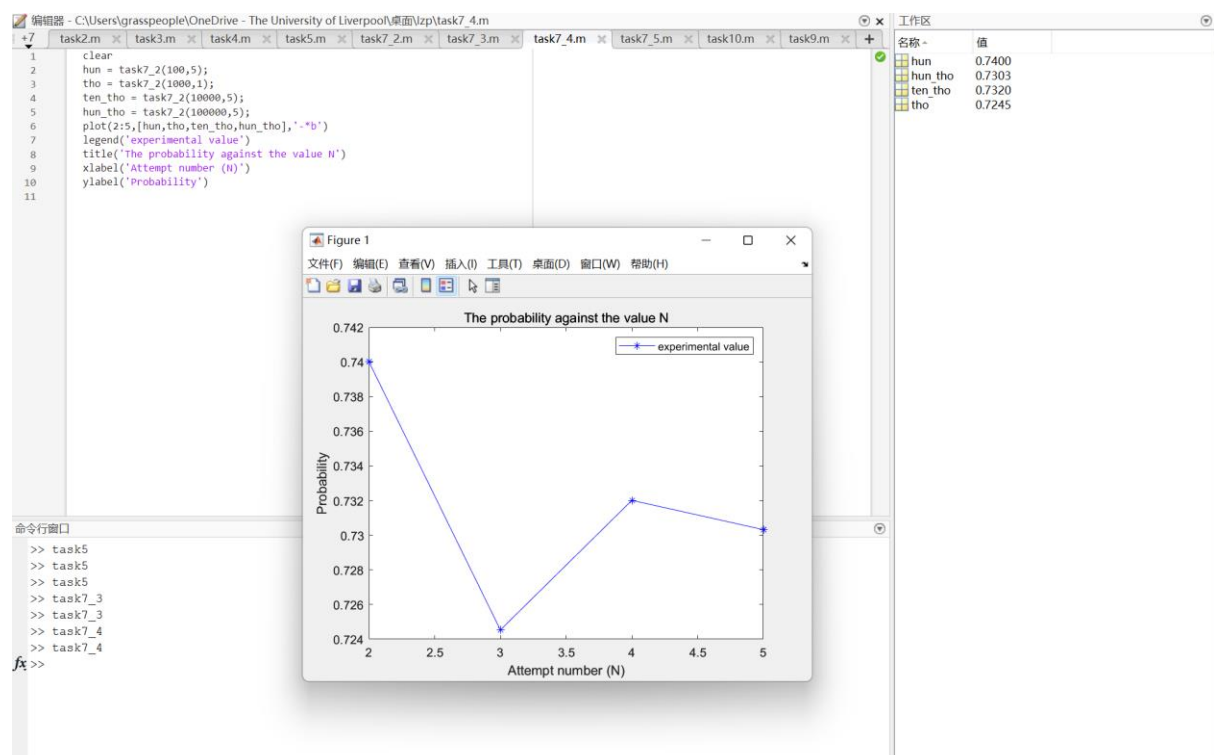 编辑器 - C:\Users\grasspeople\OneDrive - The University of Liverpool\桌面\lzp\task7_4.m
+7 task2.m task3.m task4.m task5.m task7_2.m task7_3.m task7_4.m task7_5.m task10.m task9.m +
1 clear
2 hun = task7_2(100,5);
3 tho = task7_2(1000,1);
4 ten_tho = task7_2(10000,5);
5 hun_tho = task7_2(100000,5);
6 plot(2:5,[hun,tho,ten_tho,hun_tho],'-*b')
7 legend('experimental value')
8 title('The probability against the value N')
9 xlabel('Attempt number (N)')
10 ylabel('Probability')
11
工作区
名称 值
hun 0.7400
hun_tho 0.7303
ten_tho 0.7320
tho 0.7245
Figure 1
文件(F) 编辑(E) 查看(V) 插入(I) 工具(T) 桌面(D) 窗口(W) 帮助(H)
The probability against the value N
experimental value
0.742
0.74
0.738
0.736
0.734
0.732
0.73
0.728
0.726
0.724
Probability
2 2.5 3 3.5 4 4.5 5
Attempt number (N)
命令行窗口
>> task5
>> task5
>> task5
>> task7_3
>> task7_3
>> task7_4
>> task7_4
fx >>